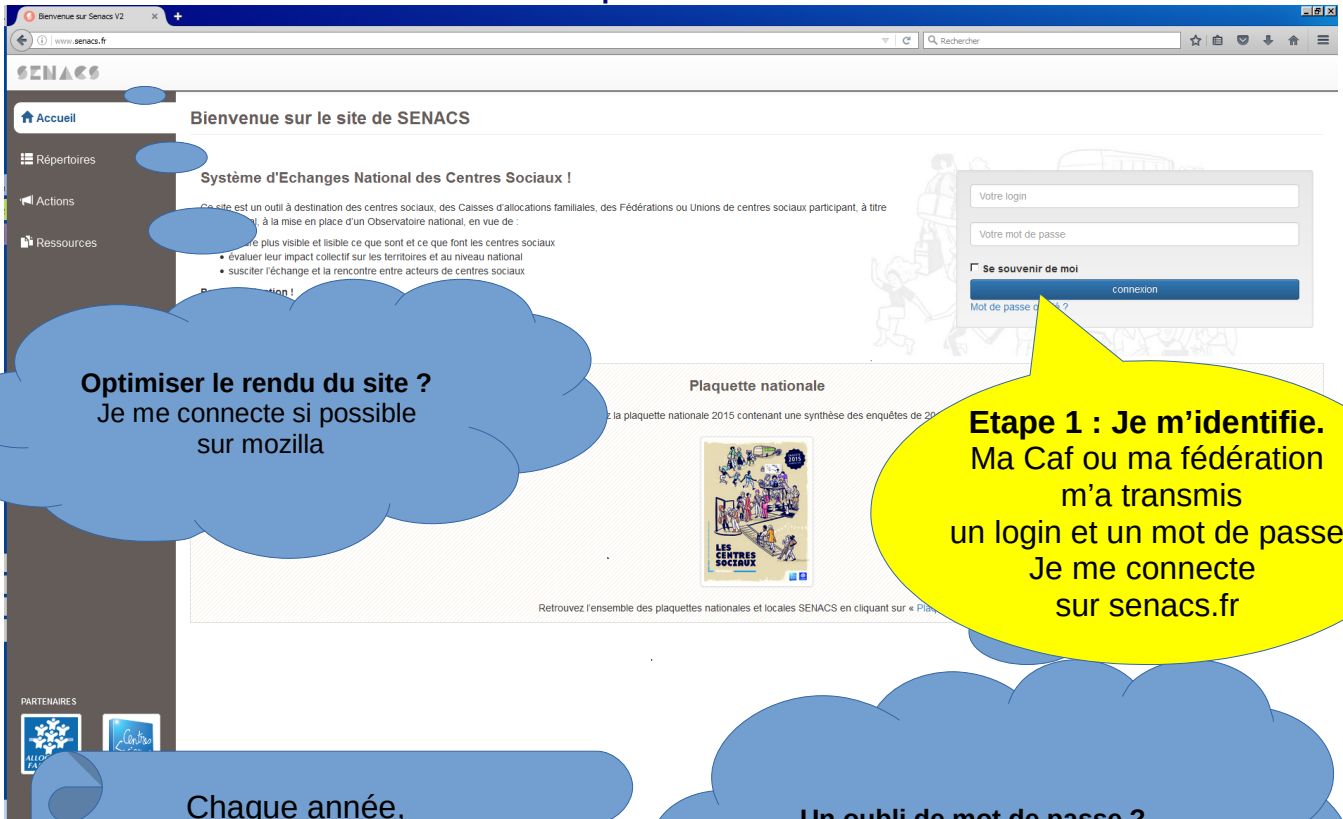 Bienvenue sur Senacs V2
www.senacs.fr
Rechercher
SENACS
Accueil
Répertoires
Actions
Ressources
Bienvenue sur le site de SENACS
Système d'Echanges National des Centres Sociaux !
Ce site est un outil à destination des centres sociaux, des Caisses d'allocations familiales, des Fédérations ou Unions de centres sociaux participant, à titre
à la mise en place d'un Observatoire national, en vue de :
plus visible et lisible ce que sont et ce que font les centres sociaux
• évaluer leur impact collectif sur les territoires et au niveau national
• susciter l'échange et la rencontre entre acteurs de centres sociaux
Votre login
Votre mot de passe
Se souvenir de moi
connexion
Mot de passe
Optimiser le rendu du site ?
Je me connecte si possible
sur mozilla
Plaquette nationale
la plaquette nationale 2015 contenant une synthèse des enquêtes de
2015
LES
CENTRES
SOCIAUX
Retrouvez l'ensemble des plaquettes nationales et locales SENACS en cliquant sur «
Etape 1 : Je m'identifie.
Ma Caf ou ma fédération
m'a transmis
un login et un mot de passe
Je me connecte
sur senacs.fr
PARTENAIRES
Chaque année,
Un oubli de mot de passe ?